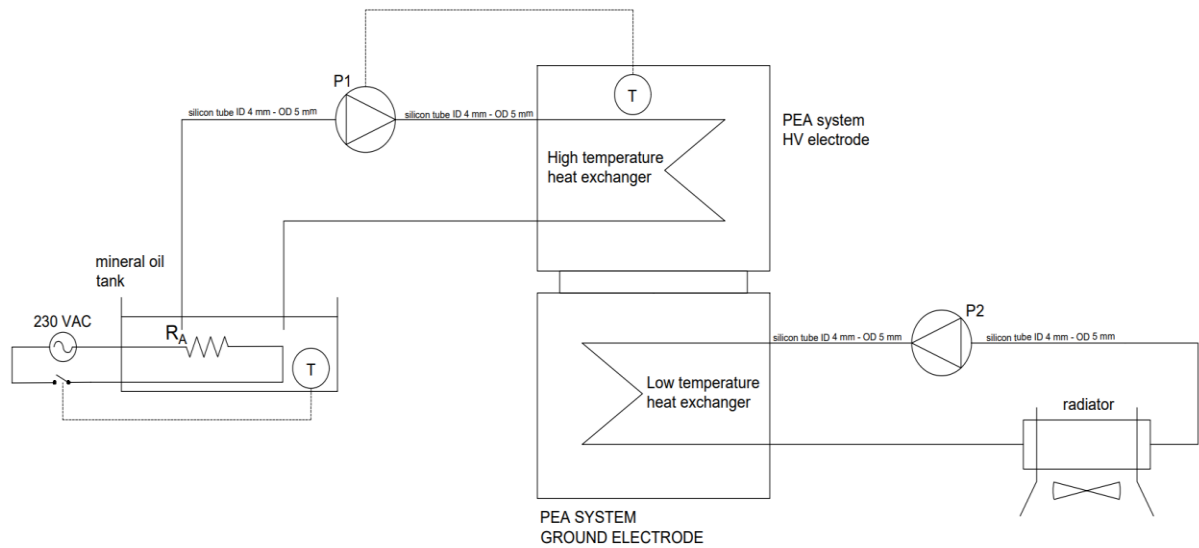 P1
silicon tube ID 4 mm - OD 5 mm
silicon tube ID 4 mm - OD 5 mm
T
PEA system
HV electrode
High temperature
heat exchanger
mineral oil
tank
230 VAC
RA
T
P2
silicon tube ID 4 mm - OD 5 mm
silicon tube ID 4 mm - OD 5 mm
Low temperature
heat exchanger
radiator
PEA SYSTEM
GROUND ELECTRODE